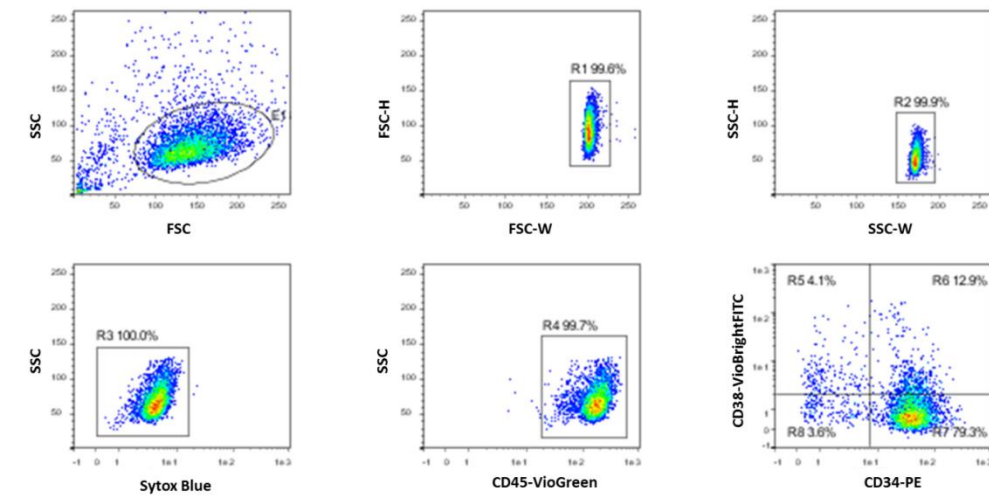 250
200
150
100
50
SSC
E1
50 100 150 200 250
FSC
250
200
150
100
50
FSC-H
R1 99.6%
50 100 150 200 250
FSC-W
250
200
150
100
50
SSC-H
R2 99.9%
50 100 150 200 250
SSC-W
250
200
150
100
50
SSC
R3 100.0%
-1 0 1 1e1 1e2 1e3
Sytox Blue
250
200
150
100
50
SSC
R4 99.7%
-1 0 1 1e1 1e2 1e3
CD45-VioGreen
1e3
1e2
1e1
1
0
-1
CD38-VioBrightFITC
R5 4.1% R6 12.9%
R8 3.6% R7 79.3%
-1 0 1 1e1 1e2 1e3
CD34-PE